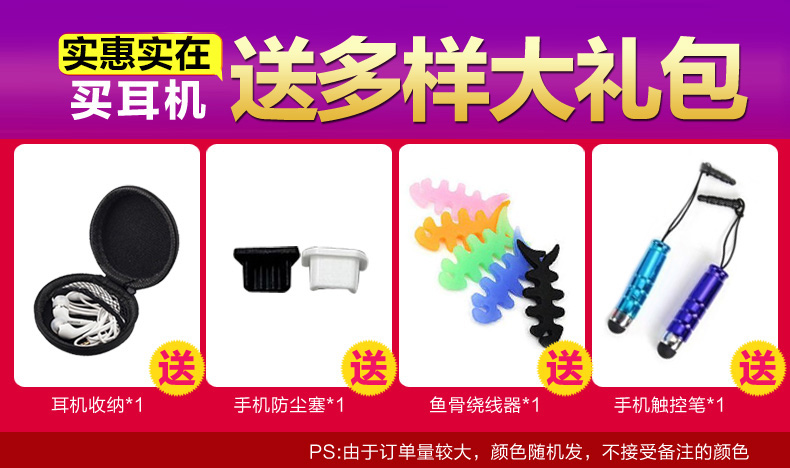 实惠实在
买耳机
送多样大礼包
送 送 送 送
耳机收纳*1 手机防尘塞*1 鱼骨绕线器*1 手机触控笔*1
PS:由于订单量较大，颜色随机发，不接受备注的颜色